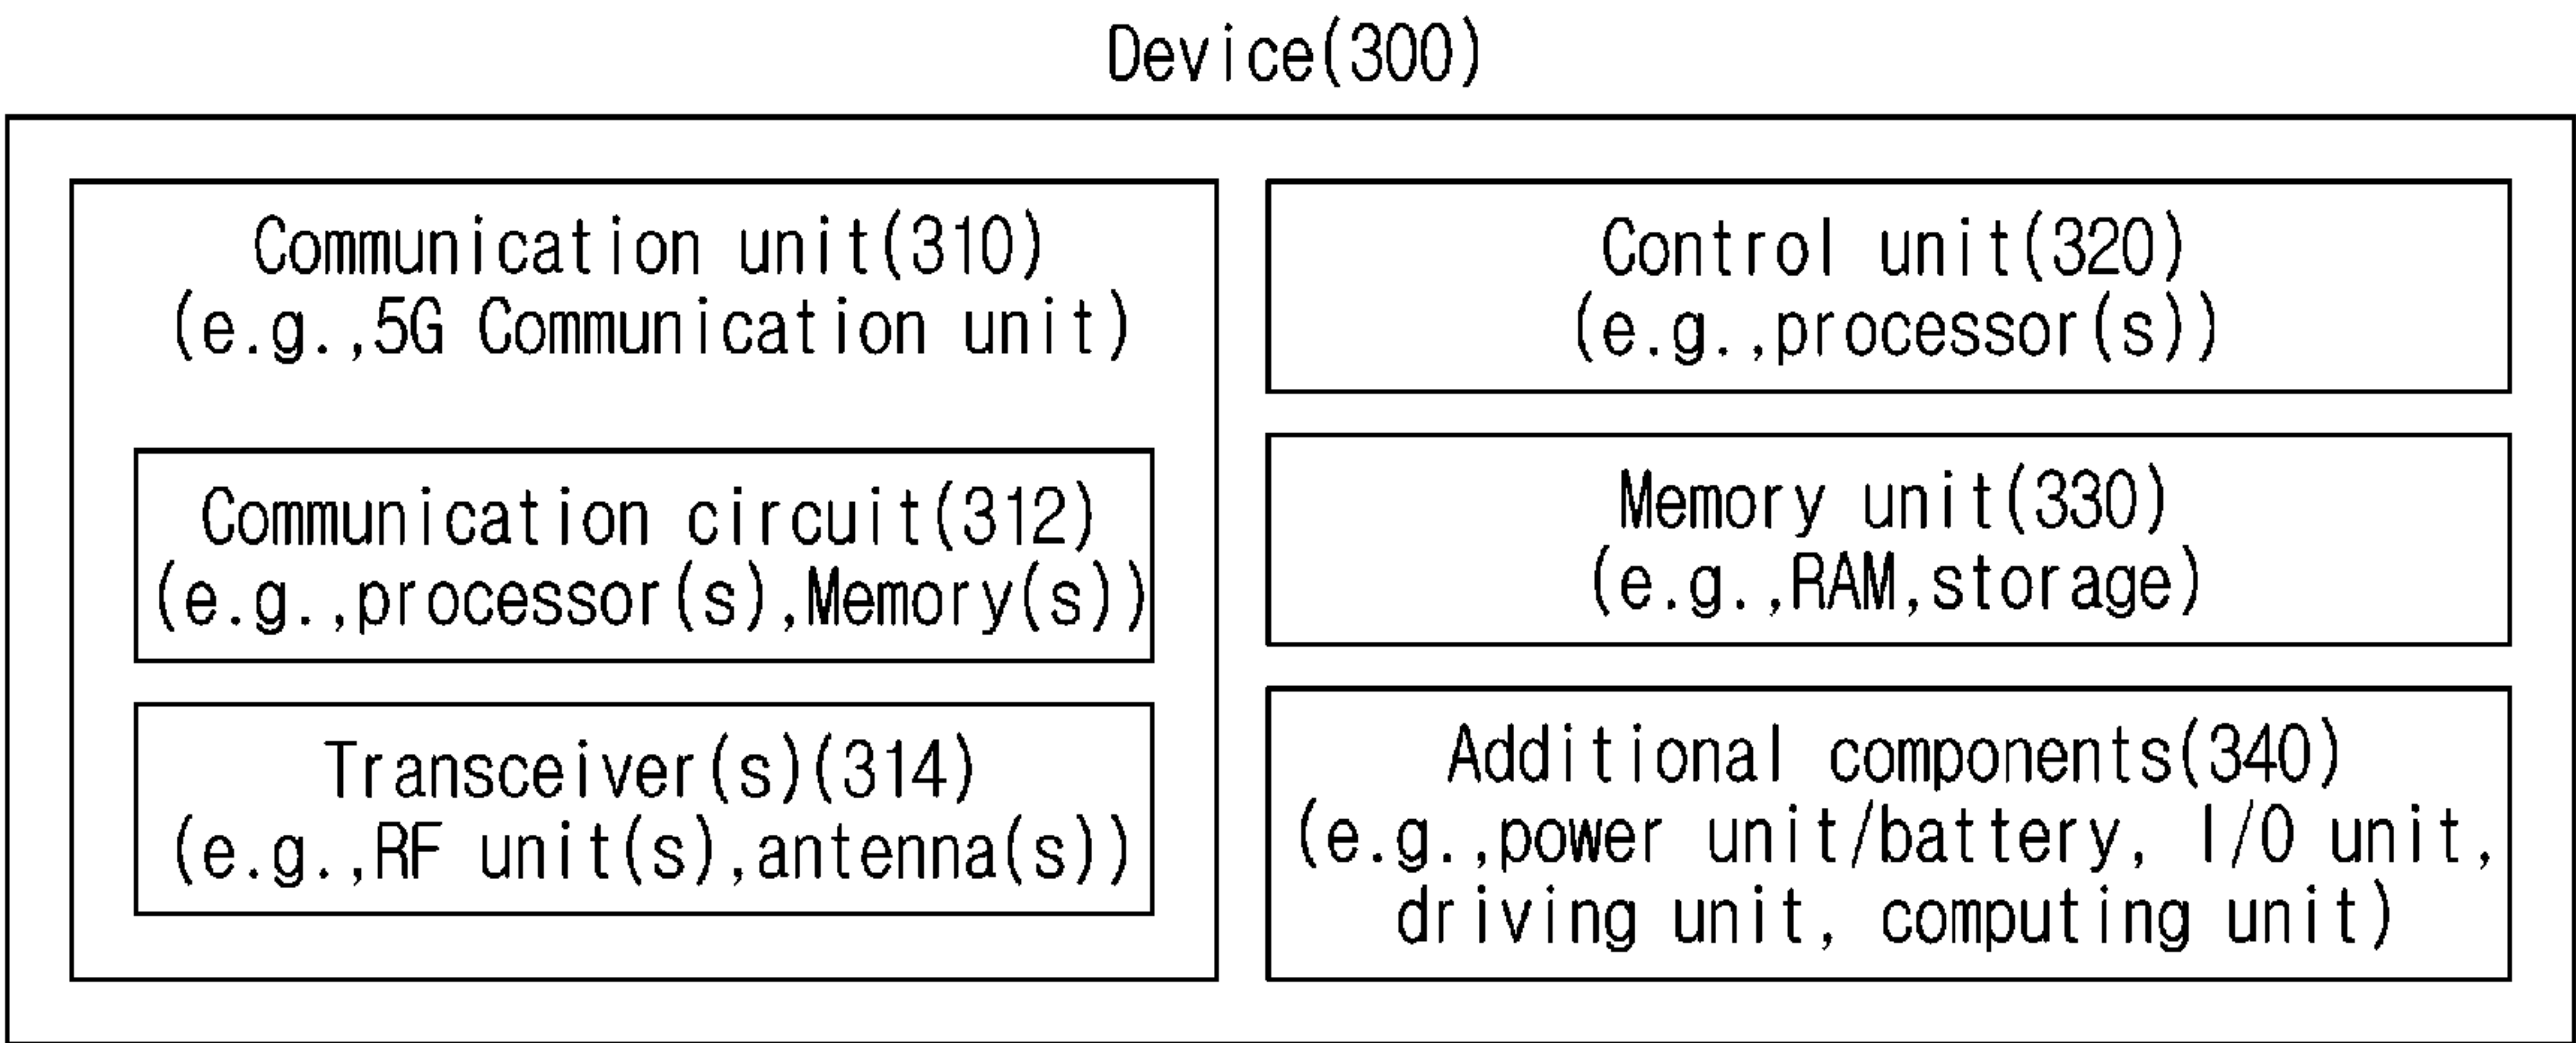 Device(300)
Communication unit(310)
(e.g.,5G Communication unit)
Communication circuit(312)
(e.g.,processor(s),Memory(s))
Transceiver(s)(314)
(e.g.,RF unit(s),antenna(s))
Control unit(320)
(e.g.,processor(s))
Memory unit(330)
(e.g.,RAM,storage)
Additional components(340)
(e.g.,power unit/battery, I/O unit,
driving unit, computing unit)